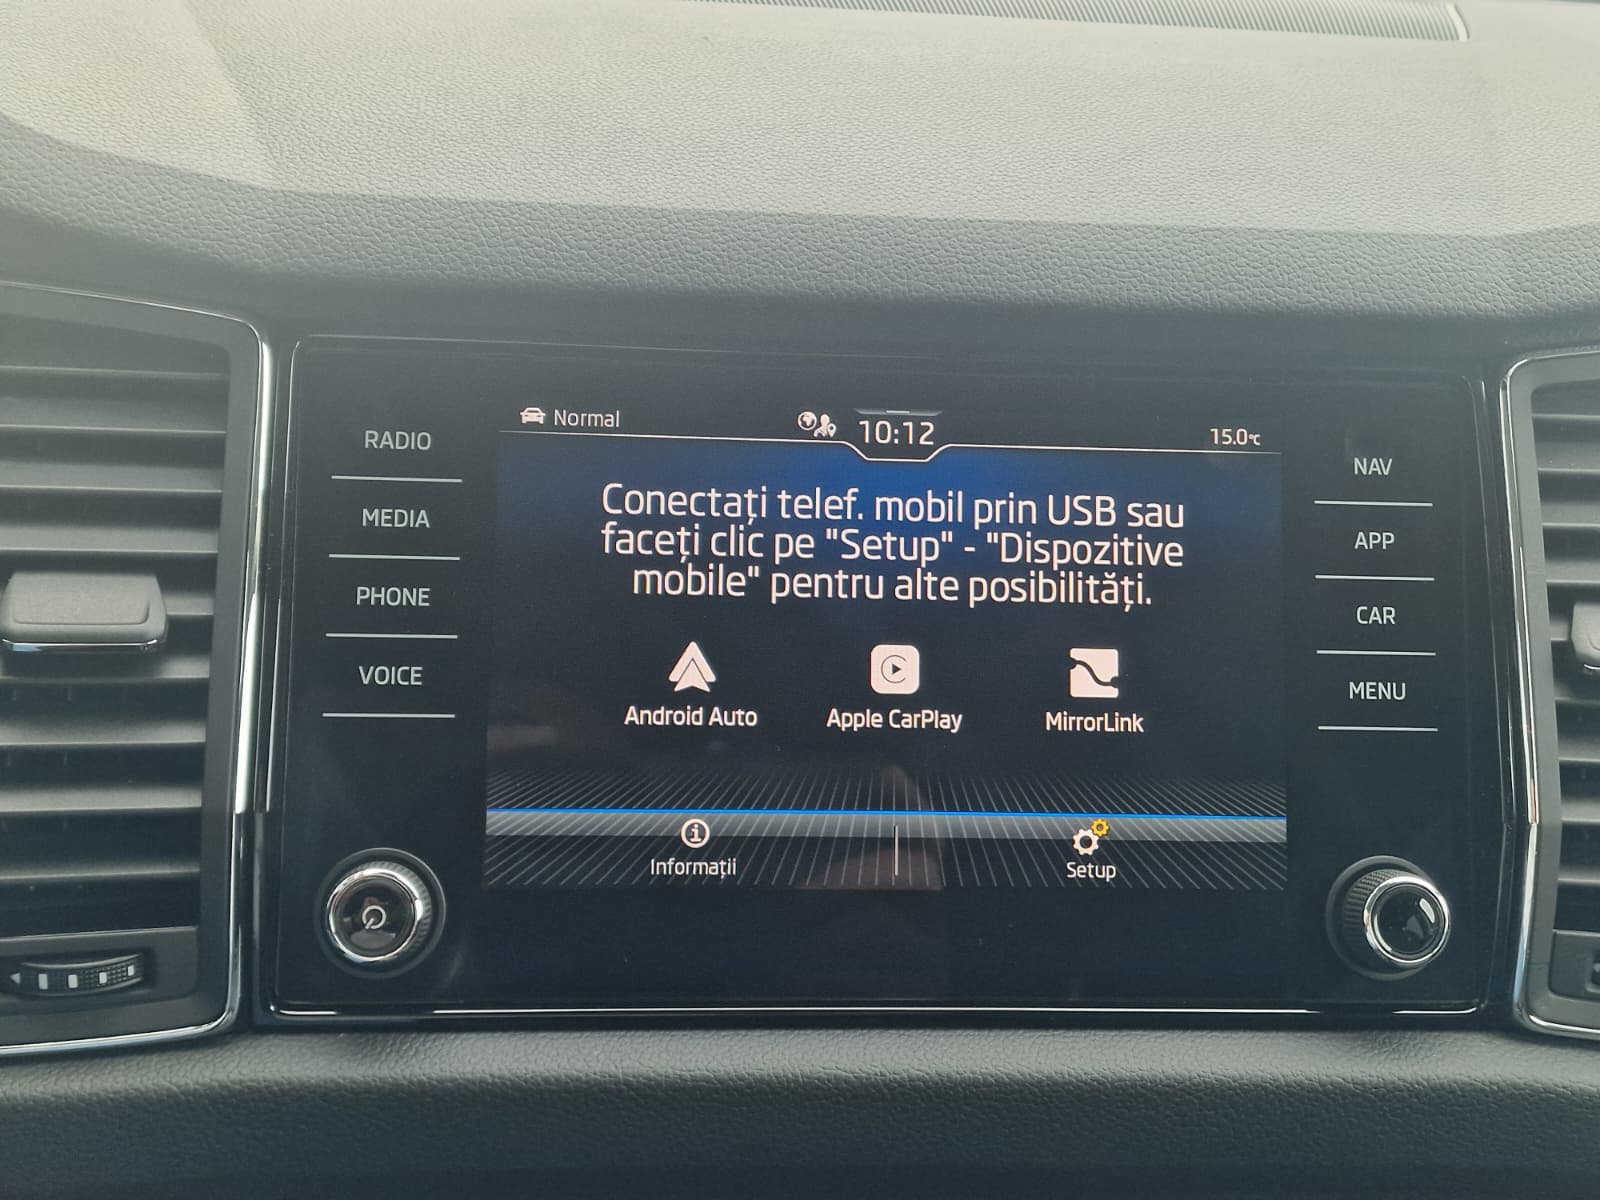 Normal
10:12
15.0°C
RADIO
MEDIA
PHONE
VOICE
Conectați telef. mobil prin USB sau
faceți clic pe "Setup" - "Dispozitive
mobile" pentru alte posibilități.
Android Auto
Apple CarPlay
MirrorLink
Informații
Setup
NAV
APP
CAR
MENU